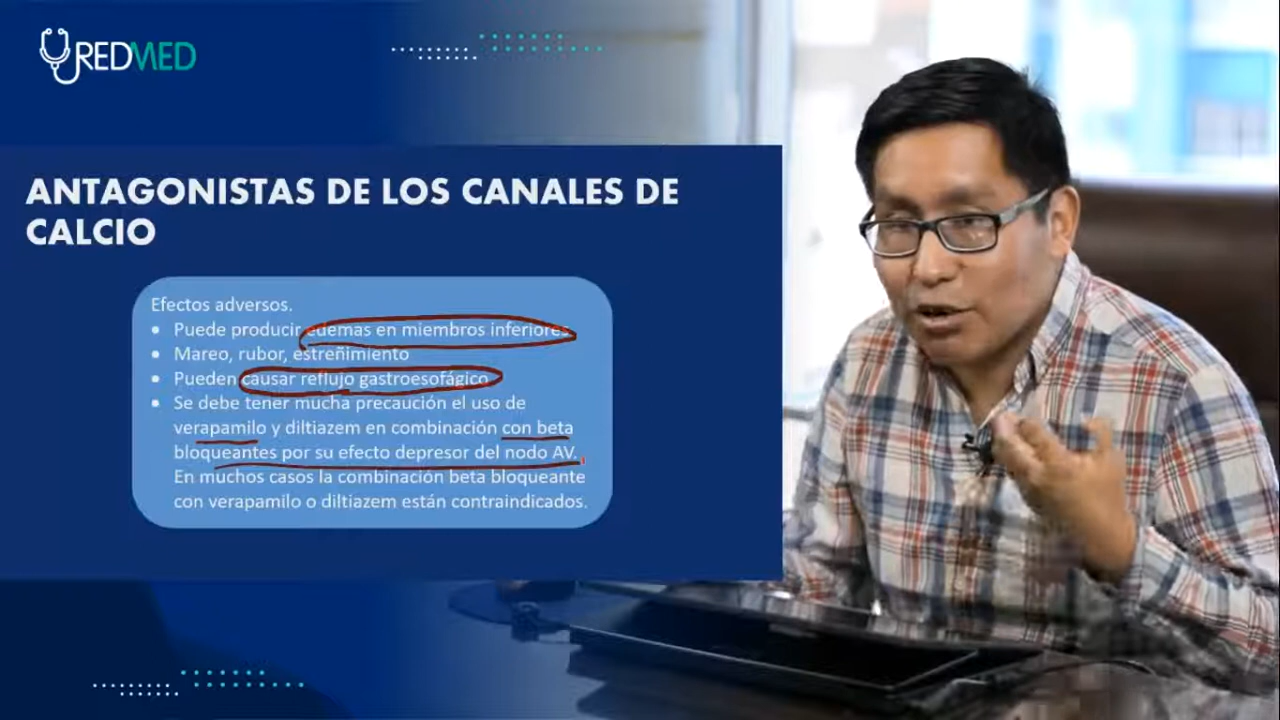 REDMED
ANTAGONISTAS DE LOS CANALES DE
CALCIO
Efectos adversos.
• Puede producir edemas en miembros inferiores.
• Mareo, rubor, estreñimiento
• Pueden causar reflujo gastroesofágico
• Se debe tener mucha precaución el uso de
verapamilo y diltiazem en combinación con beta
bloqueantes por su efecto depresor del nodo AV.
En muchos casos la combinación beta bloqueante
con verapamilo o diltiazem están contraindicados.